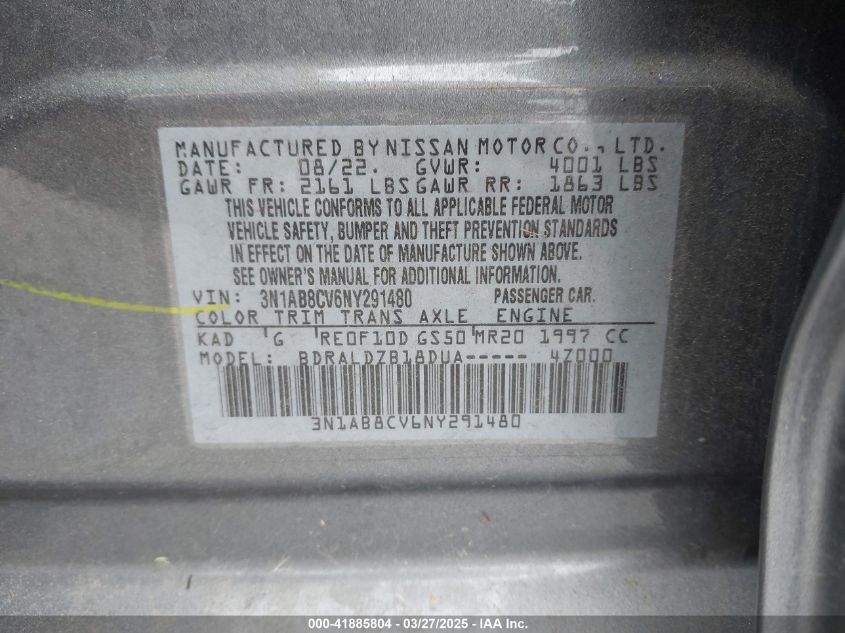 MANUFACTURED BY NISSAN MOTOR CO., LTD.
DATE: 08/22. GVWR: 4001 LBS
GAWR FR: 2161 LBS GAWR RR: 1863 LBS
THIS VEHICLE CONFORMS TO ALL APPLICABLE FEDERAL MOTOR
VEHICLE SAFETY, BUMPER AND THEFT PREVENTION STANDARDS
IN EFFECT ON THE DATE OF MANUFACTURE SHOWN ABOVE.
SEE OWNER'S MANUAL FOR ADDITIONAL INFORMATION.
VIN: 3N1AB8CV6NY291480 PASSENGER CAR.
COLOR TRIM TRANS AXLE ENGINE
KAD 'G 'RE0F10D GS50 MR20 1997 CC
MODEL: BDRALDZB18DUA----- 4Z000
3N1AB8CV6NY291480
000-41885804 — 03/27/2025 — IAA Inc.